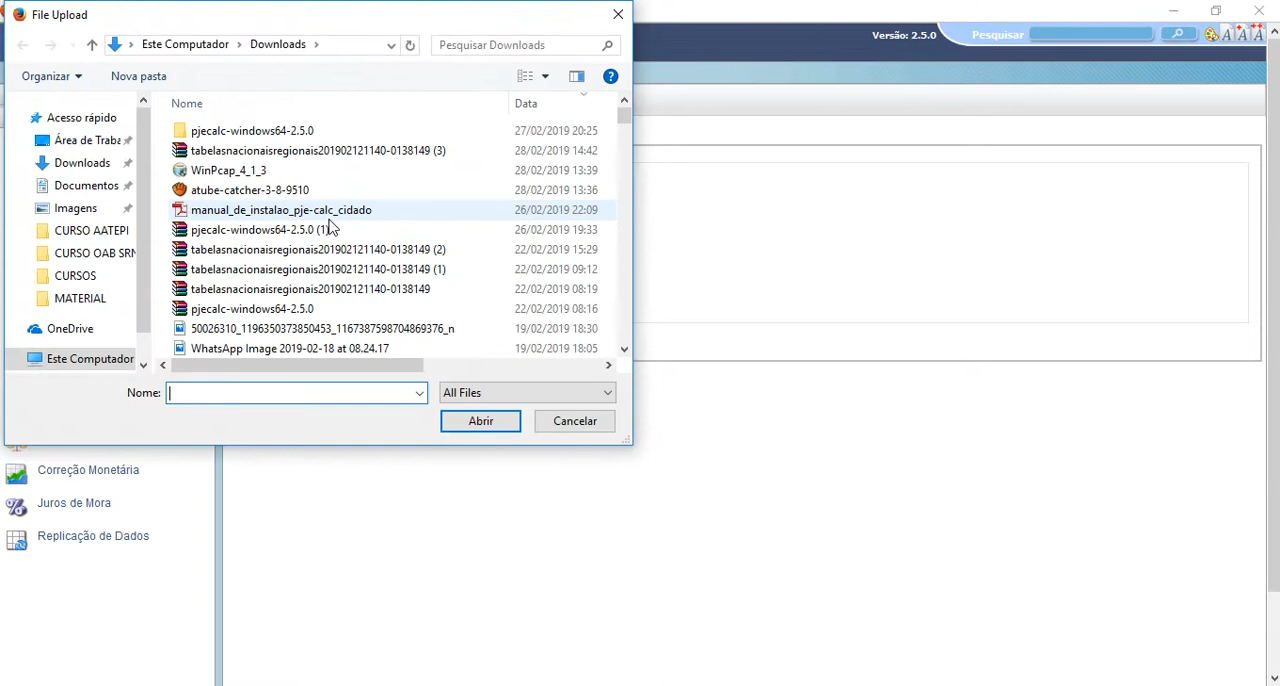 File Upload
Versão: 2.5.0
Pesquisar
A A A
Este Computador > Downloads >
Pesquisar Downloads
Organizar
Nova pasta
Nome
Data
Acesso rápido
Área de Traba
Downloads
Documentos
Imagens
CURSO AATEPI
CURSO OAB SRN
CURSOS
MATERIAL
OneDrive
Este Computador
pjecalc-windows64-2.5.0 27/02/2019 20:25
tabelasnacionaisregionais201902121140-0138149 (3) 28/02/2019 14:42
WinPcap_4_1_3 28/02/2019 13:39
atube-catcher-3-8-9510 28/02/2019 13:36
manual_de_instalao_pje-calc_cidado 26/02/2019 22:09
pjecalc-windows64-2.5.0 (1) 26/02/2019 19:33
tabelasnacionaisregionais201902121140-0138149 (2) 22/02/2019 15:29
tabelasnacionaisregionais201902121140-0138149 (1) 22/02/2019 09:12
tabelasnacionaisregionais201902121140-0138149 22/02/2019 08:19
pjecalc-windows64-2.5.0 22/02/2019 08:16
50026310_1196350373850453_1167387598704869376_n 19/02/2019 18:30
WhatsApp Image 2019-02-18 at 08.24.17 19/02/2019 18:05
Nome:
All Files
Abrir
Cancelar
Correção Monetária
Juros de Mora
Replicação de Dados